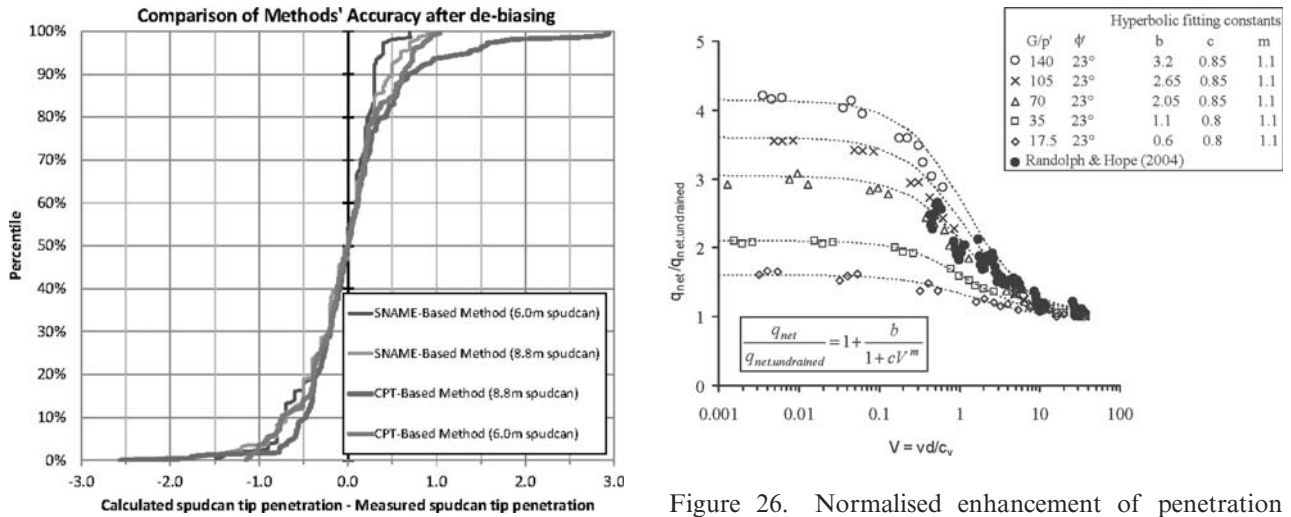 Comparison of Methods' Accuracy after de-biasing
100%
90%
80%
70%
60%
50%
40%
30%
20%
10%
0%
Percentile
SNAME-Based Method (6.0m spudcan)
SNAME-Based Method (8.8m spudcan)
CPT-Based Method (8.8m spudcan)
CPT-Based Method (6.0m spudcan)
-3.0 -2.0 -1.0 0.0 1.0 2.0 3.0
Calculated spudcan tip penetration - Measured spudcan tip penetration
Hyperbolic fitting constants
G/p' ϕ' b c m
140 23° 3.2 0.85 1.1
105 23° 2.65 0.85 1.1
70 23° 2.05 0.85 1.1
35 23° 1.1 0.8 1.1
17.5 23° 0.6 0.8 1.1
Randolph & Hope (2004)
5
4
3
2
1
0
q_net/q_net,undrained
q_net / q_net,undrained = 1 + b / (1 + cV^m)
0.001 0.01 0.1 1 10 100
V = vd/c_v
Figure 26. Normalised enhancement of penetration